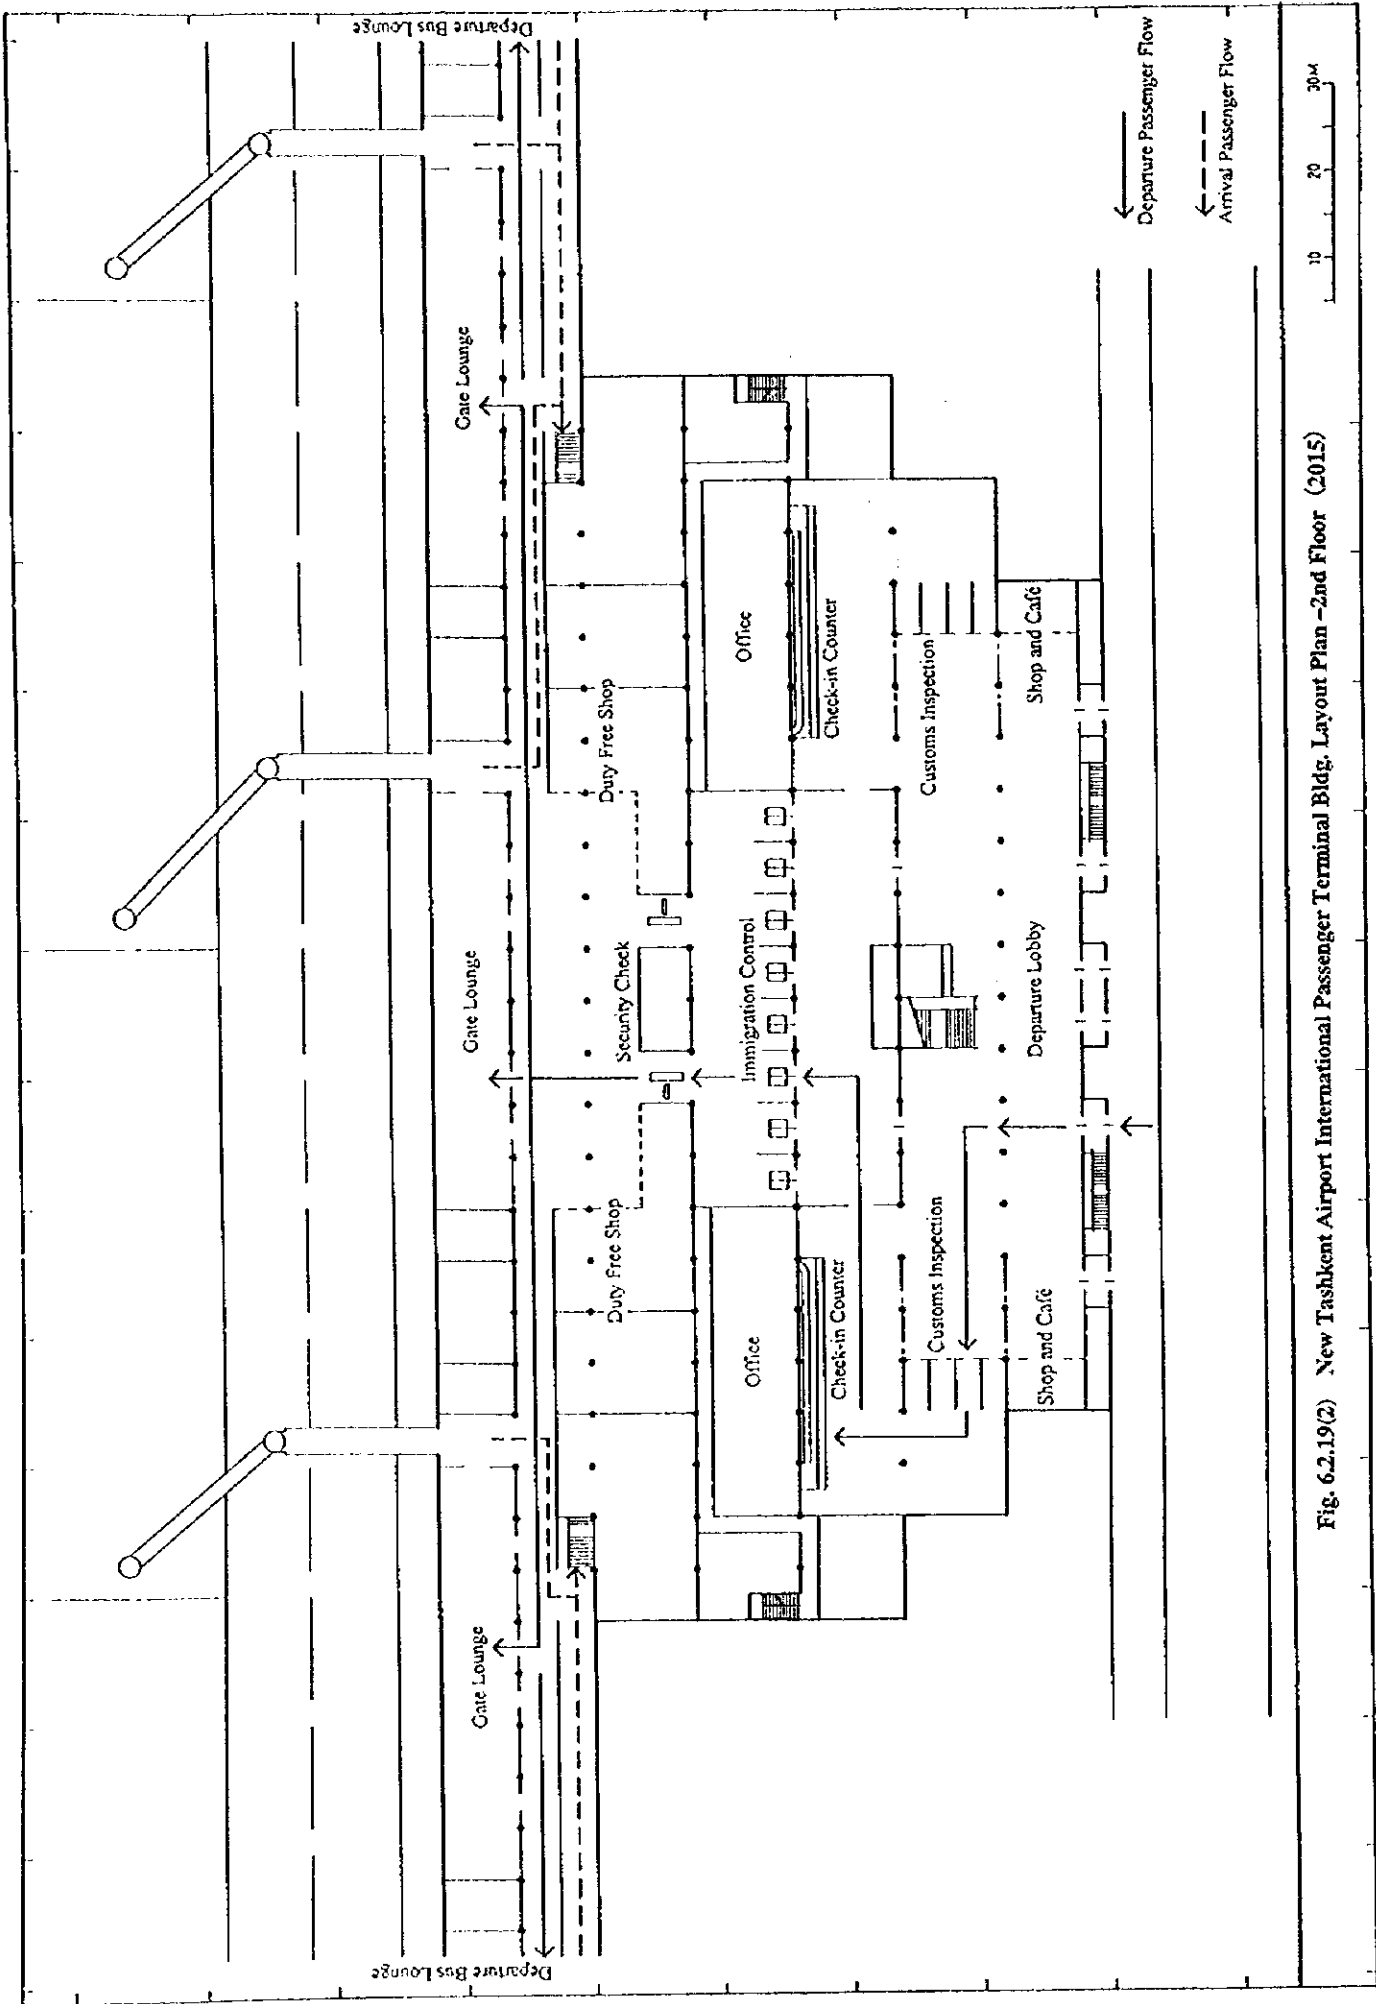 Departure Bus Lounge
Departure Bus Lounge
Gate Lounge
Gate Lounge
Gate Lounge
Duty Free Shop
Security Check
Duty Free Shop
Office
Immigration Control
Office
Check-in Counter
Check-in Counter
Customs Inspection
Customs Inspection
Shop and Café
Departure Lobby
Shop and Café
Departure Passenger Flow
Arrival Passenger Flow
10 20 30M
Fig. 6.2.19(2) New Tashkent Airport International Passenger Terminal Bldg. Layout Plan -2nd Floor (2015)